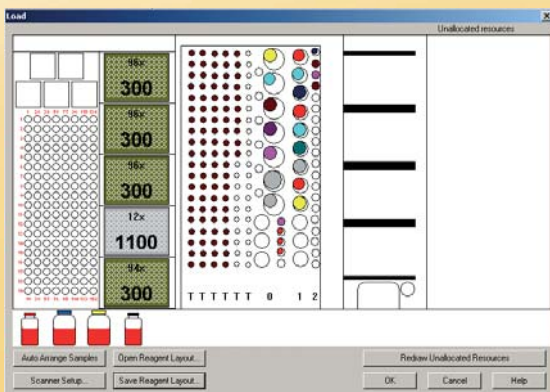 Load
Unallocated resources
96x
300
96x
300
96x
300
12x
1100
94x
300
T T T T T T 0 1 2
Auto Arrange Samples
Open Reagent Layout...
Redraw Unallocated Resources
Scanner Setup...
Save Reagent Layout...
OK
Cancel
Help